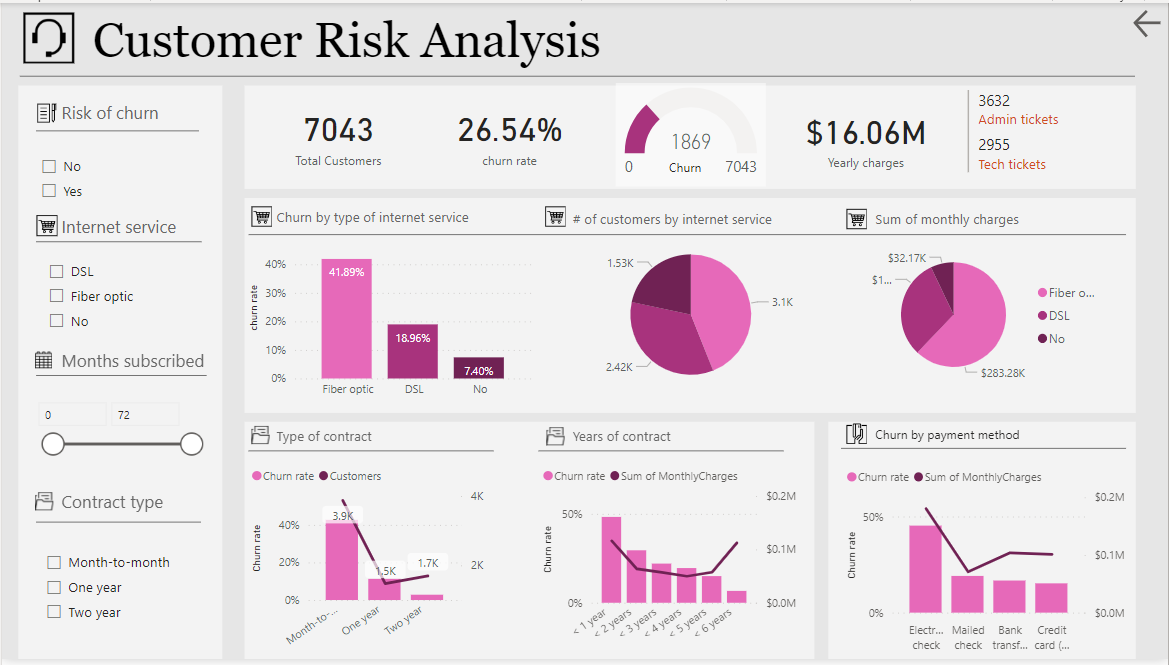 Customer Risk Analysis
Risk of churn
No
Yes
Internet service
DSL
Fiber optic
No
Months subscribed
0
72
Contract type
Month-to-month
One year
Two year
7043
Total Customers
26.54%
churn rate
1869
0
Churn
7043
$16.06M
Yearly charges
3632
Admin tickets
2955
Tech tickets
Churn by type of internet service
churn rate
40%
30%
20%
10%
0%
41.89%
18.96%
7.40%
Fiber optic
DSL
No
# of customers by internet service
1.53K
3.1K
2.42K
Sum of monthly charges
$32.17K
$1...
$283.28K
Fiber o...
DSL
No
Type of contract
Churn rate
Customers
Churn rate
40%
20%
0%
3.9K
1.5K
1.7K
4K
2K
Month-to-...
One year
Two year
Years of contract
Churn rate
Sum of MonthlyCharges
Churn rate
50%
0%
$0.2M
$0.1M
$0.0M
< 1 year
< 2 years
< 3 years
< 4 years
< 5 years
< 6 years
Churn by payment method
Churn rate
Sum of MonthlyCharges
Churn rate
50%
0%
$0.2M
$0.1M
$0.0M
Electr...
check
Mailed
check
Bank
transf...
Credit
card (...